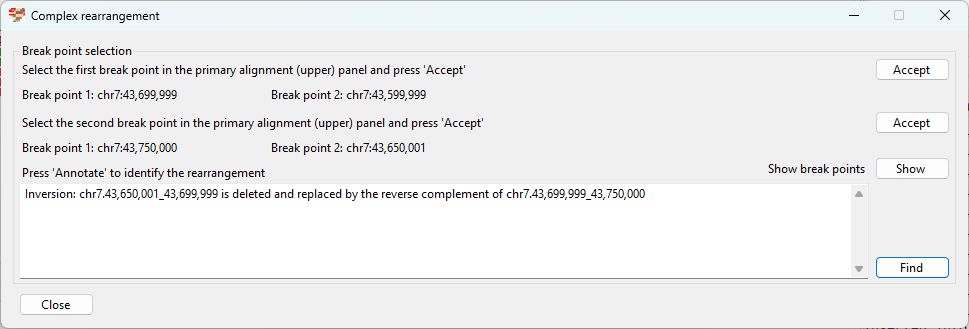 Complex rearrangement
Break point selection
Select the first break point in the primary alignment (upper) panel and press 'Accept'
Accept
Break point 1: chr7:43,699,999 Break point 2: chr7:43,599,999
Select the second break point in the primary alignment (upper) panel and press 'Accept'
Accept
Break point 1: chr7:43,750,000 Break point 2: chr7:43,650,001
Press 'Annotate' to identify the rearrangement
Show break points
Show
Inversion: chr7.43,650,001_43,699,999 is deleted and replaced by the reverse complement of chr7.43,699,999_43,750,000
Find
Close